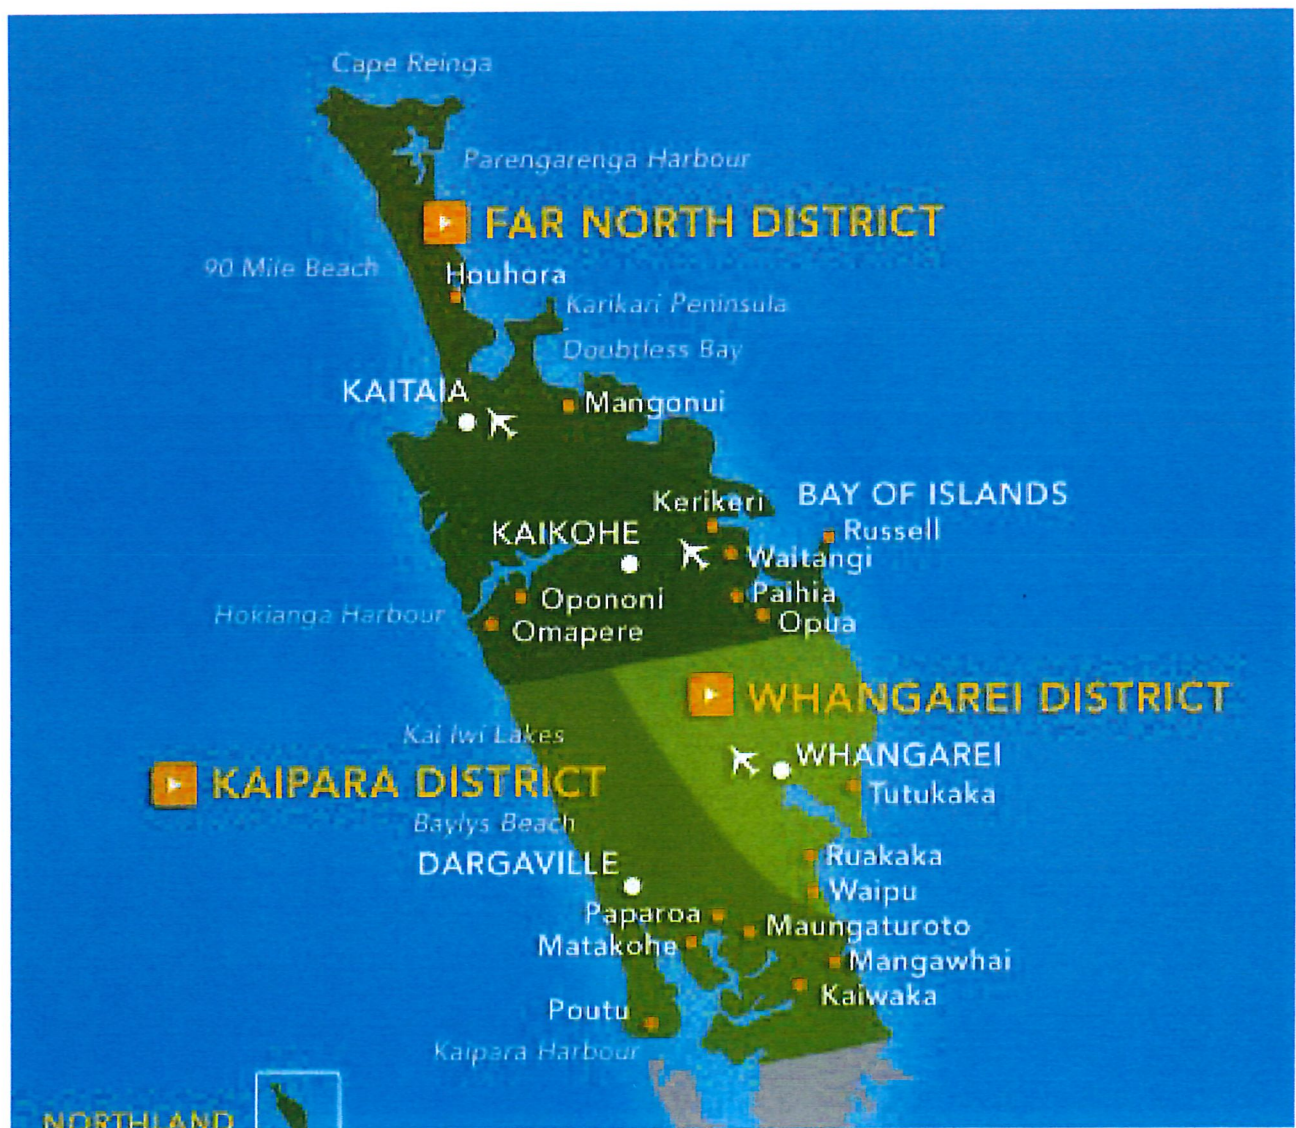 Cape Reinga
Parengarenga Harbour
FAR NORTH DISTRICT
90 Mile Beach
Houhora
Karikari Peninsula
Doubtless Bay
KAITAIA
Mangonui
Kerikeri
BAY OF ISLANDS
KAIKOHE
Russell
Waitangi
Opononi
Paihia
Hokianga Harbour
Opua
Omapere
WHANGAREI DISTRICT
Kai Iwi Lakes
WHANGAREI
KAIPARA DISTRICT
Tutukaka
Baylys Beach
DARGAVILLE
Ruakaka
Waipu
Paparoa
Maungaturoto
Matakohe
Mangawhai
Kaiwaka
Poutu
Kaipara Harbour
NORTHLAND